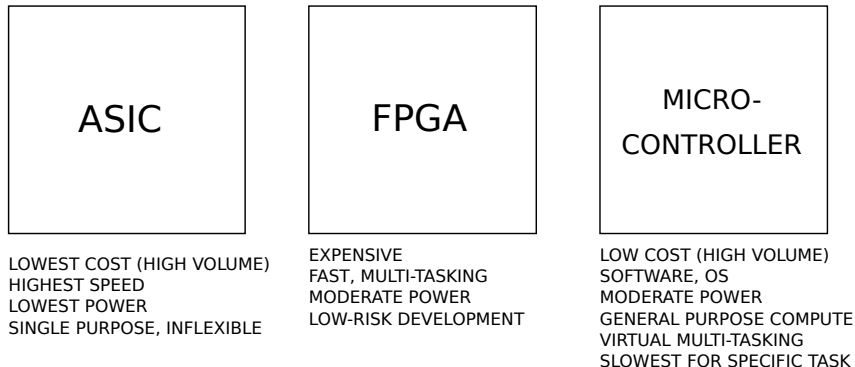 ASIC
LOWEST COST (HIGH VOLUME)
HIGHEST SPEED
LOWEST POWER
SINGLE PURPOSE, INFLEXIBLE
FPGA
EXPENSIVE
FAST, MULTI-TASKING
MODERATE POWER
LOW-RISK DEVELOPMENT
MICRO-
CONTROLLER
LOW COST (HIGH VOLUME)
SOFTWARE, OS
MODERATE POWER
GENERAL PURPOSE COMPUTE
VIRTUAL MULTI-TASKING
SLOWEST FOR SPECIFIC TASK